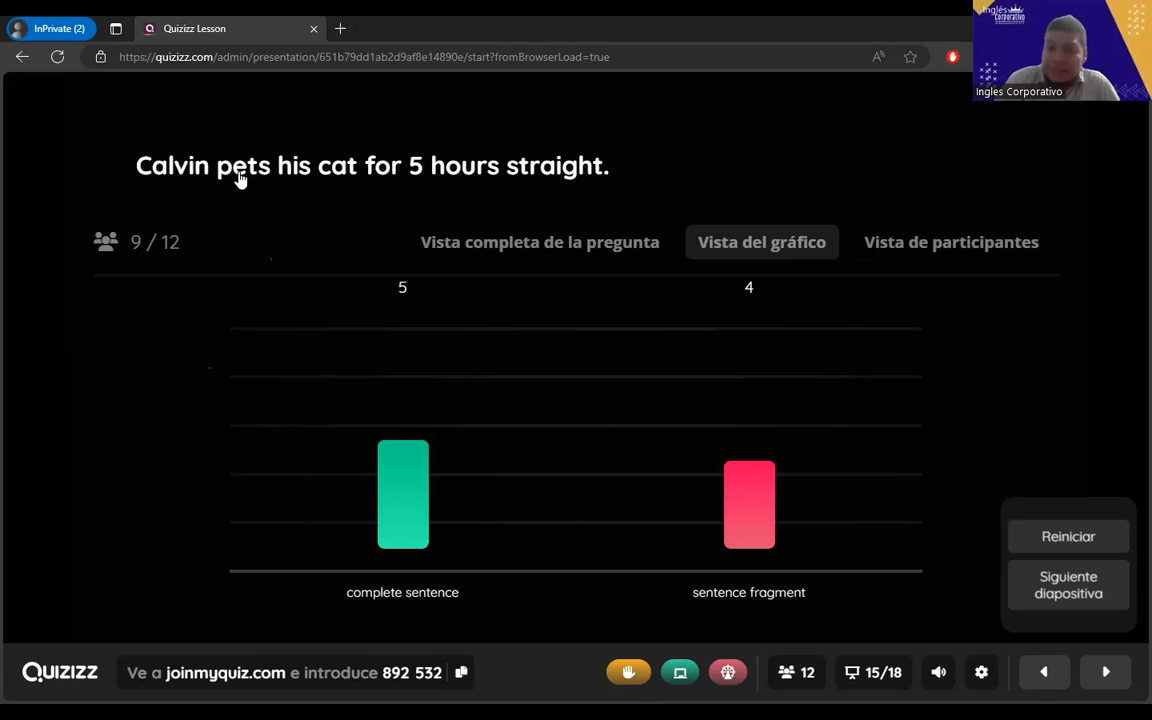 InPrivate (2)
Quizizz Lesson
https://quizizz.com/admin/presentation/651b79dd1ab2d9af8e14890e/start?fromBrowserLoad=true
Inglés
Corporativo
Ingles Corporativo
Calvin pets his cat for 5 hours straight.
9 / 12
Vista completa de la pregunta
Vista del gráfico
Vista de participantes
5
4
complete sentence
sentence fragment
Reiniciar
Siguiente
diapositiva
QUIZIZZ
Ve a joinmyquiz.com e introduce 892 532
12
15/18